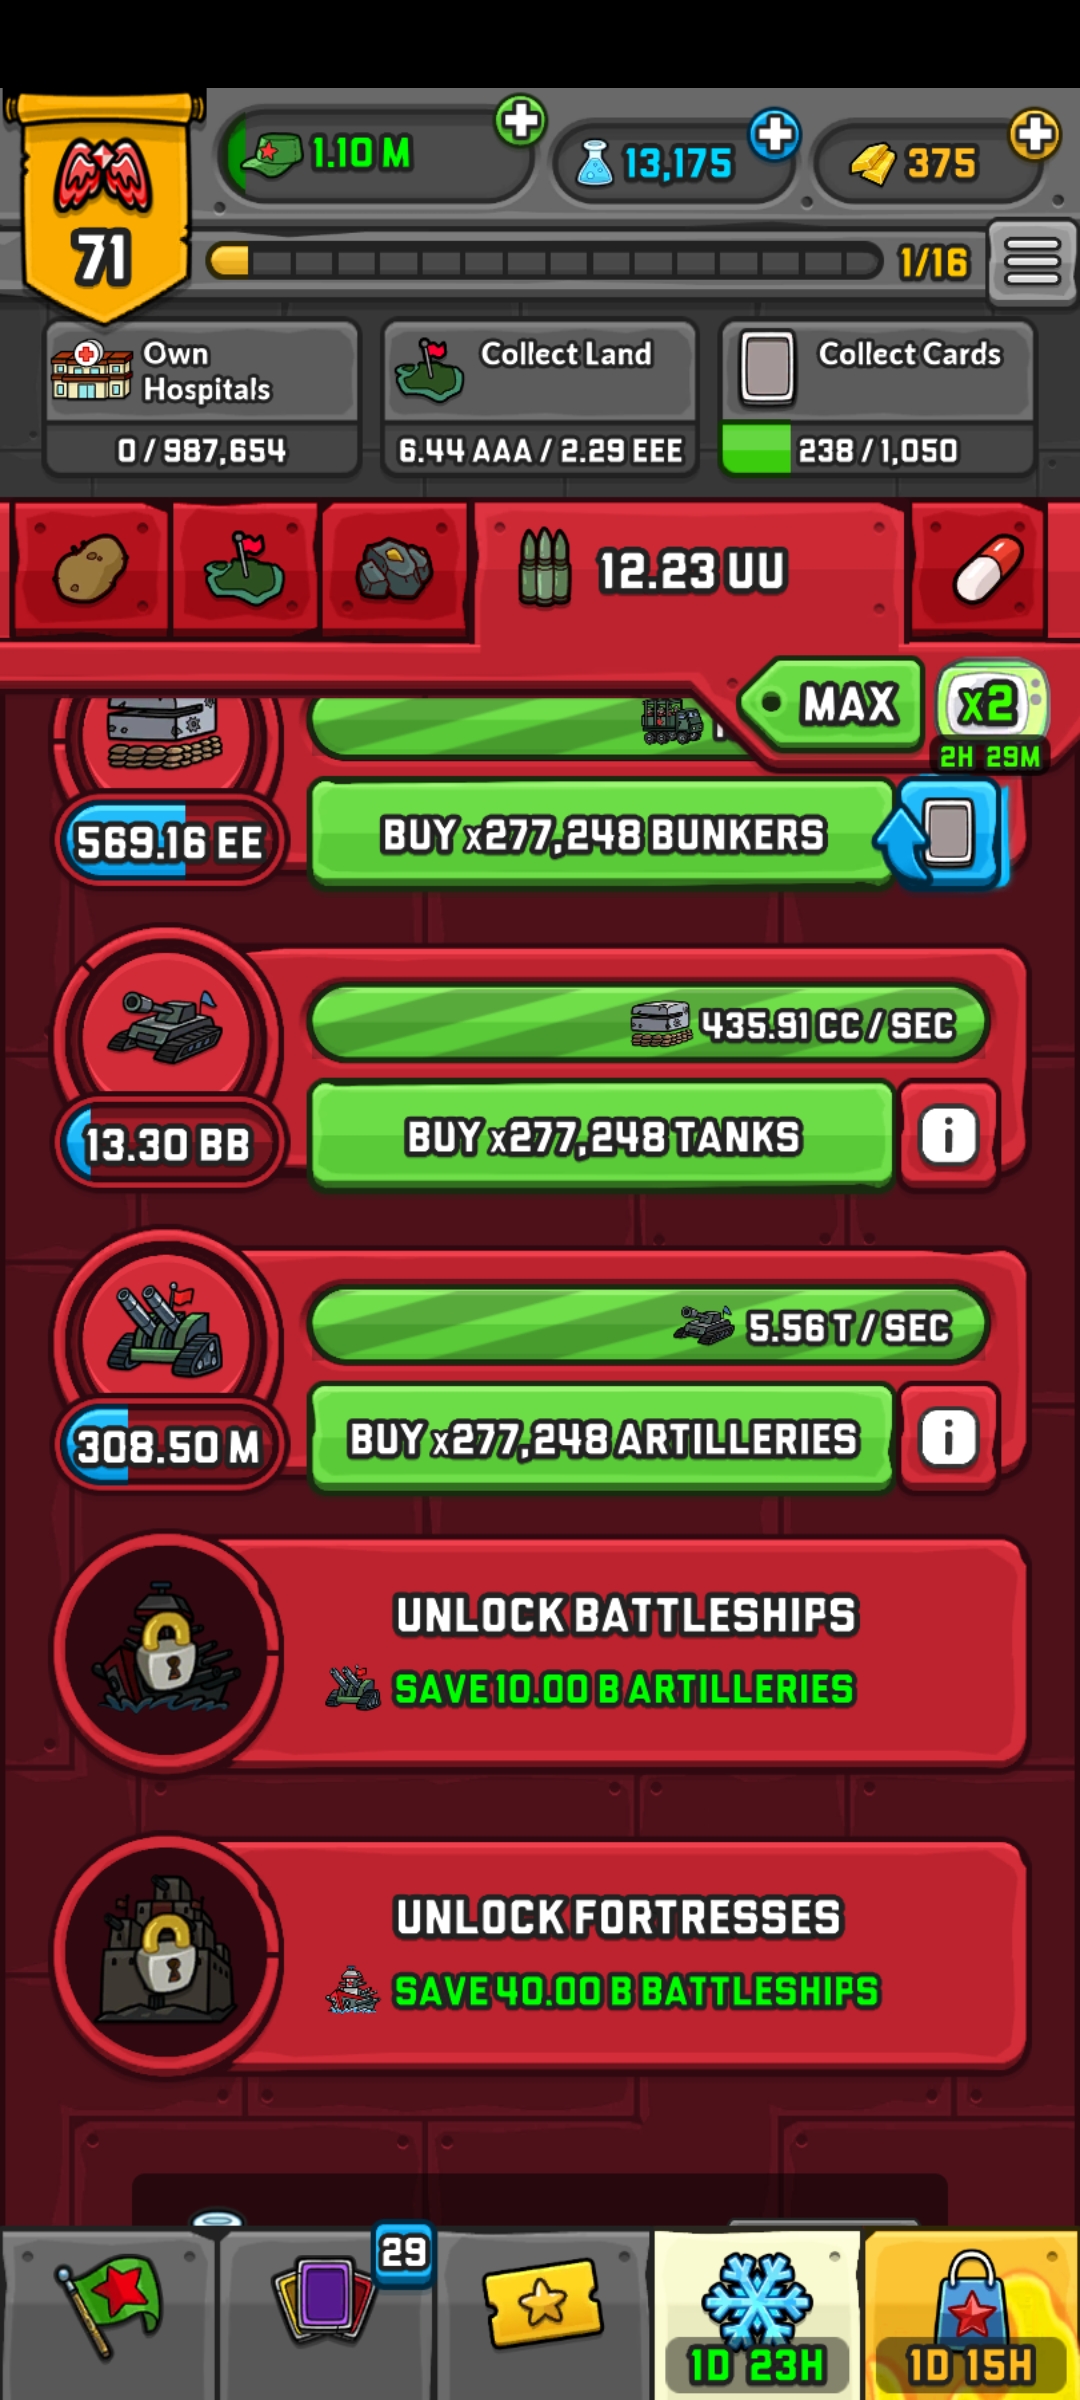 1.10 M
13,175
375
71
1/16
Own
Hospitals
0 / 987,654
Collect Land
6.44 AAA / 2.29 EEE
Collect Cards
238 / 1,050
12.23 UU
MAX
x2
2H 29M
569.16 EE
BUY x277,248 BUNKERS
435.91 CC / SEC
13.30 BB
BUY x277,248 TANKS
i
5.56 T / SEC
308.50 M
BUY x277,248 ARTILLERIES
i
UNLOCK BATTLESHIPS
SAVE 10.00 B ARTILLERIES
UNLOCK FORTRESSES
SAVE 40.00 B BATTLESHIPS
29
1D 23H
1D 15H